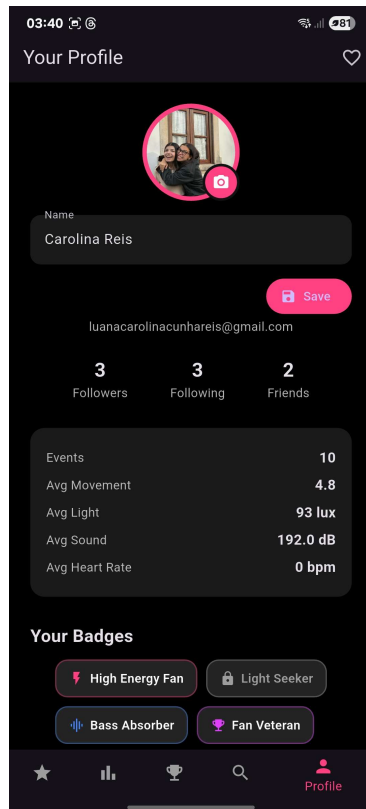 03:40 81
Your Profile
Name
Carolina Reis
Save
luanacarolinacunhareis@gmail.com
3 3 2
Followers Following Friends
Events 10
Avg Movement 4.8
Avg Light 93 lux
Avg Sound 192.0 dB
Avg Heart Rate 0 bpm
Your Badges
High Energy Fan Light Seeker
Bass Absorber Fan Veteran
Profile